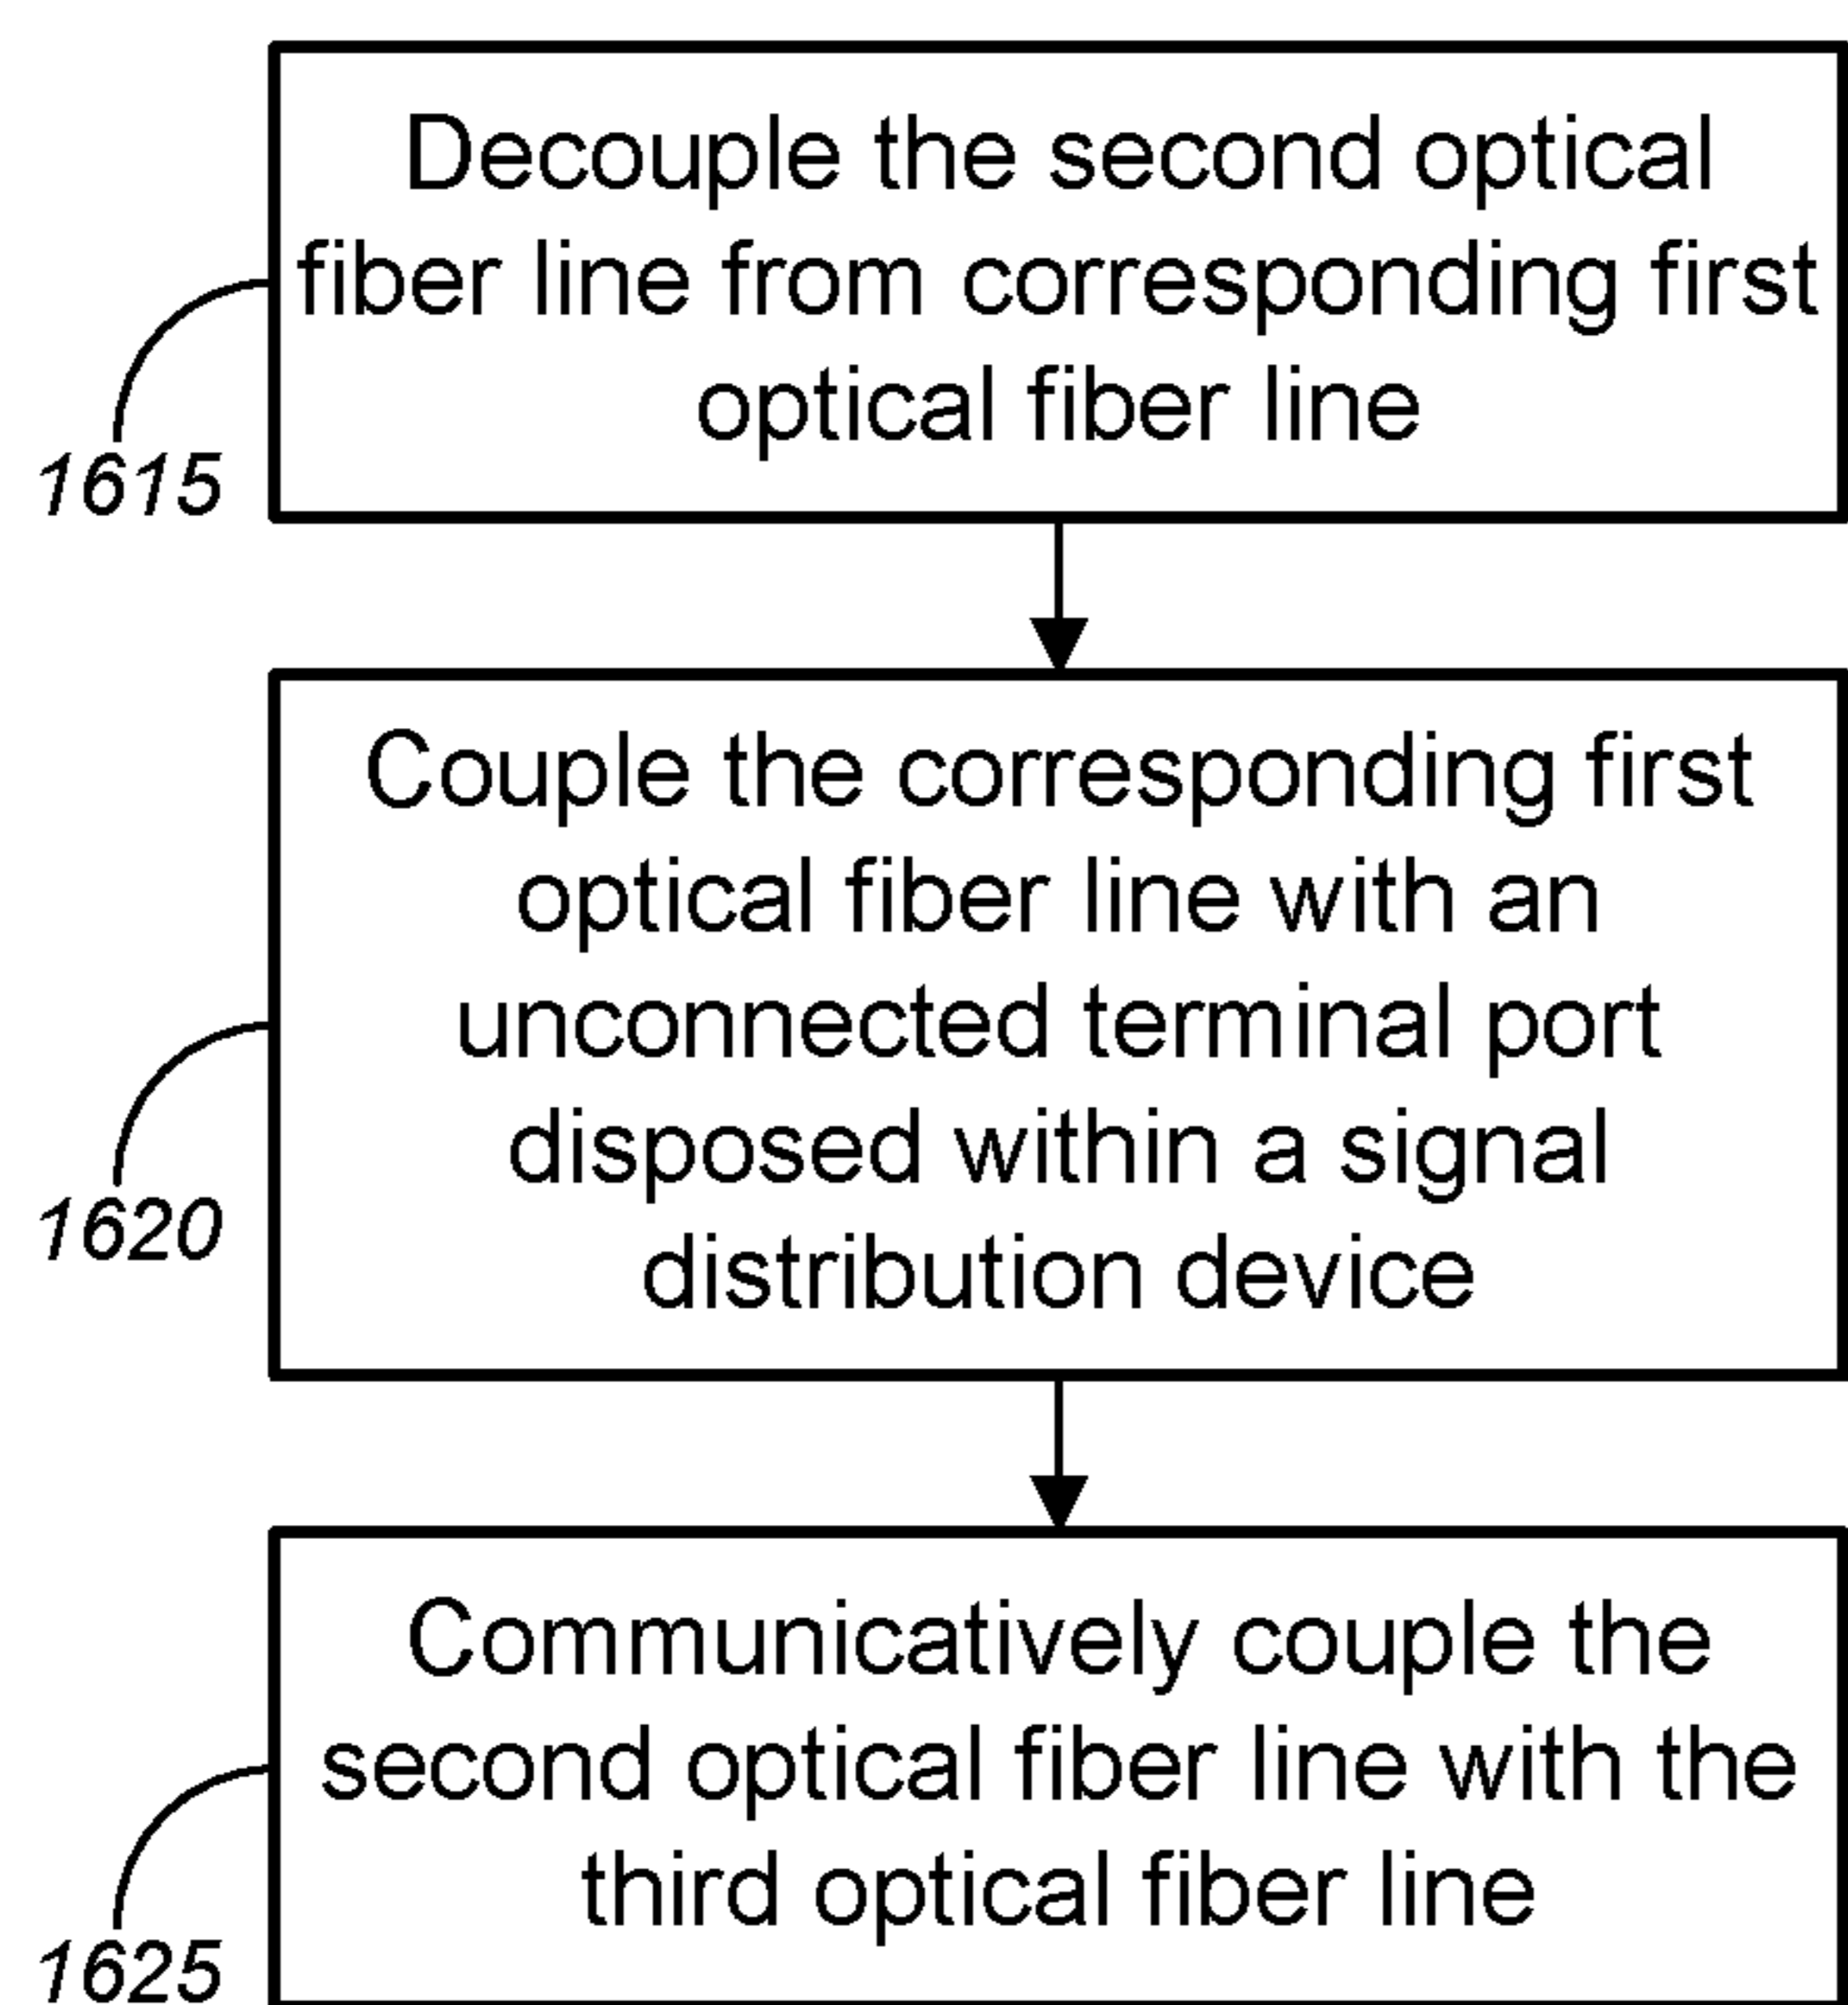 Decouple the second optical
fiber line from corresponding first
optical fiber line
1615
Couple the corresponding first
optical fiber line with an
unconnected terminal port
disposed within a signal
distribution device
1620
Communicatively couple the
second optical fiber line with the
third optical fiber line
1625